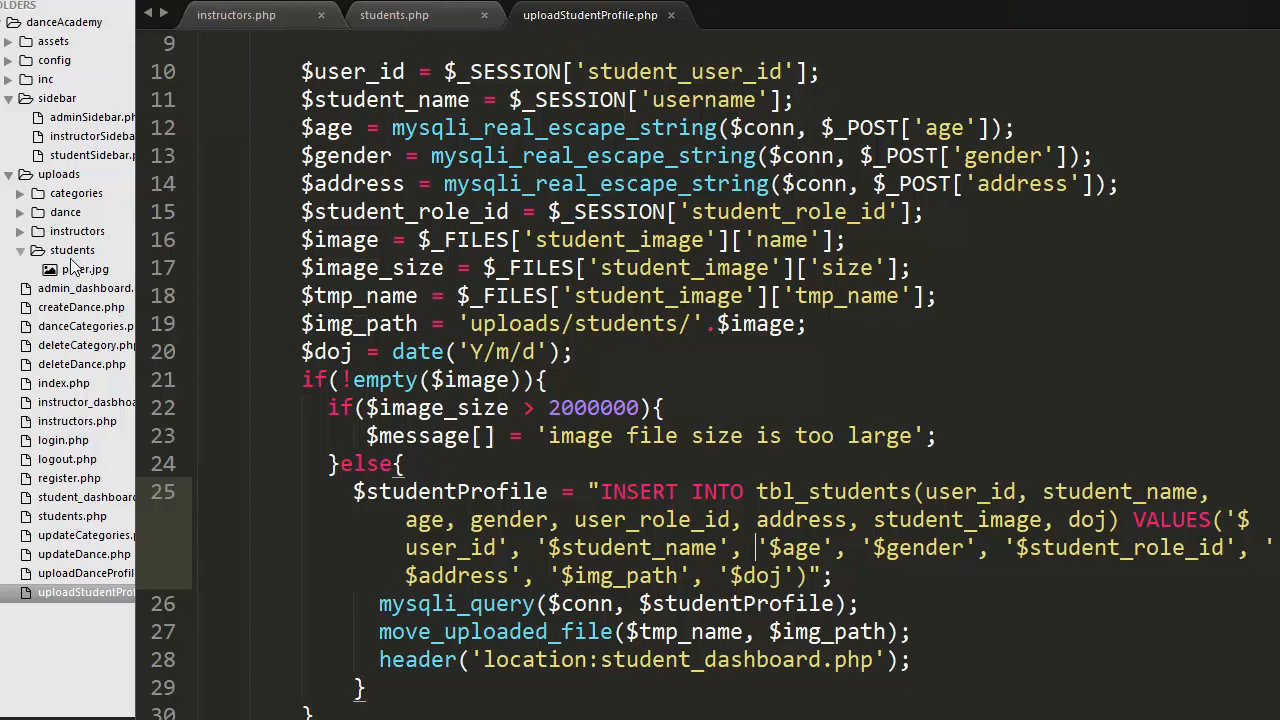 OLDERS
danceAcademy
assets
config
inc
sidebar
adminSidebar.ph
instructorSideba
studentSidebar.p
uploads
categories
dance
instructors
students
.jpg
admin_dashboard.
createDance.php
danceCategories.p
deleteCategory.php
deleteDance.php
index.php
instructor_dasbhoa
instructors.php
login.php
logout.php
register.php
student_dashboard
students.php
updateCategories.p
updateDance.php
uploadDanceProfil
uploadStudentProf
instructors.php × students.php × uploadStudentProfile.php ×
9
10 $user_id = $_SESSION['student_user_id'];
11 $student_name = $_SESSION['username'];
12 $age = mysqli_real_escape_string($conn, $_POST['age']);
13 $gender = mysqli_real_escape_string($conn, $_POST['gender']);
14 $address = mysqli_real_escape_string($conn, $_POST['address']);
15 $student_role_id = $_SESSION['student_role_id'];
16 $image = $_FILES['student_image']['name'];
17 $image_size = $_FILES['student_image']['size'];
18 $tmp_name = $_FILES['student_image']['tmp_name'];
19 $img_path = 'uploads/students/'.$image;
20 $doj = date('Y/m/d');
21 if(!empty($image)){
22 if($image_size > 2000000){
23 $message[] = 'image file size is too large';
24 }else{
25 $studentProfile = "INSERT INTO tbl_students(user_id, student_name,
age, gender, user_role_id, address, student_image, doj) VALUES('$
user_id', '$student_name', '$age', '$gender', '$student_role_id', '
$address', '$img_path', '$doj')";
26 mysqli_query($conn, $studentProfile);
27 move_uploaded_file($tmp_name, $img_path);
28 header('location:student_dashboard.php');
29 }
30 }